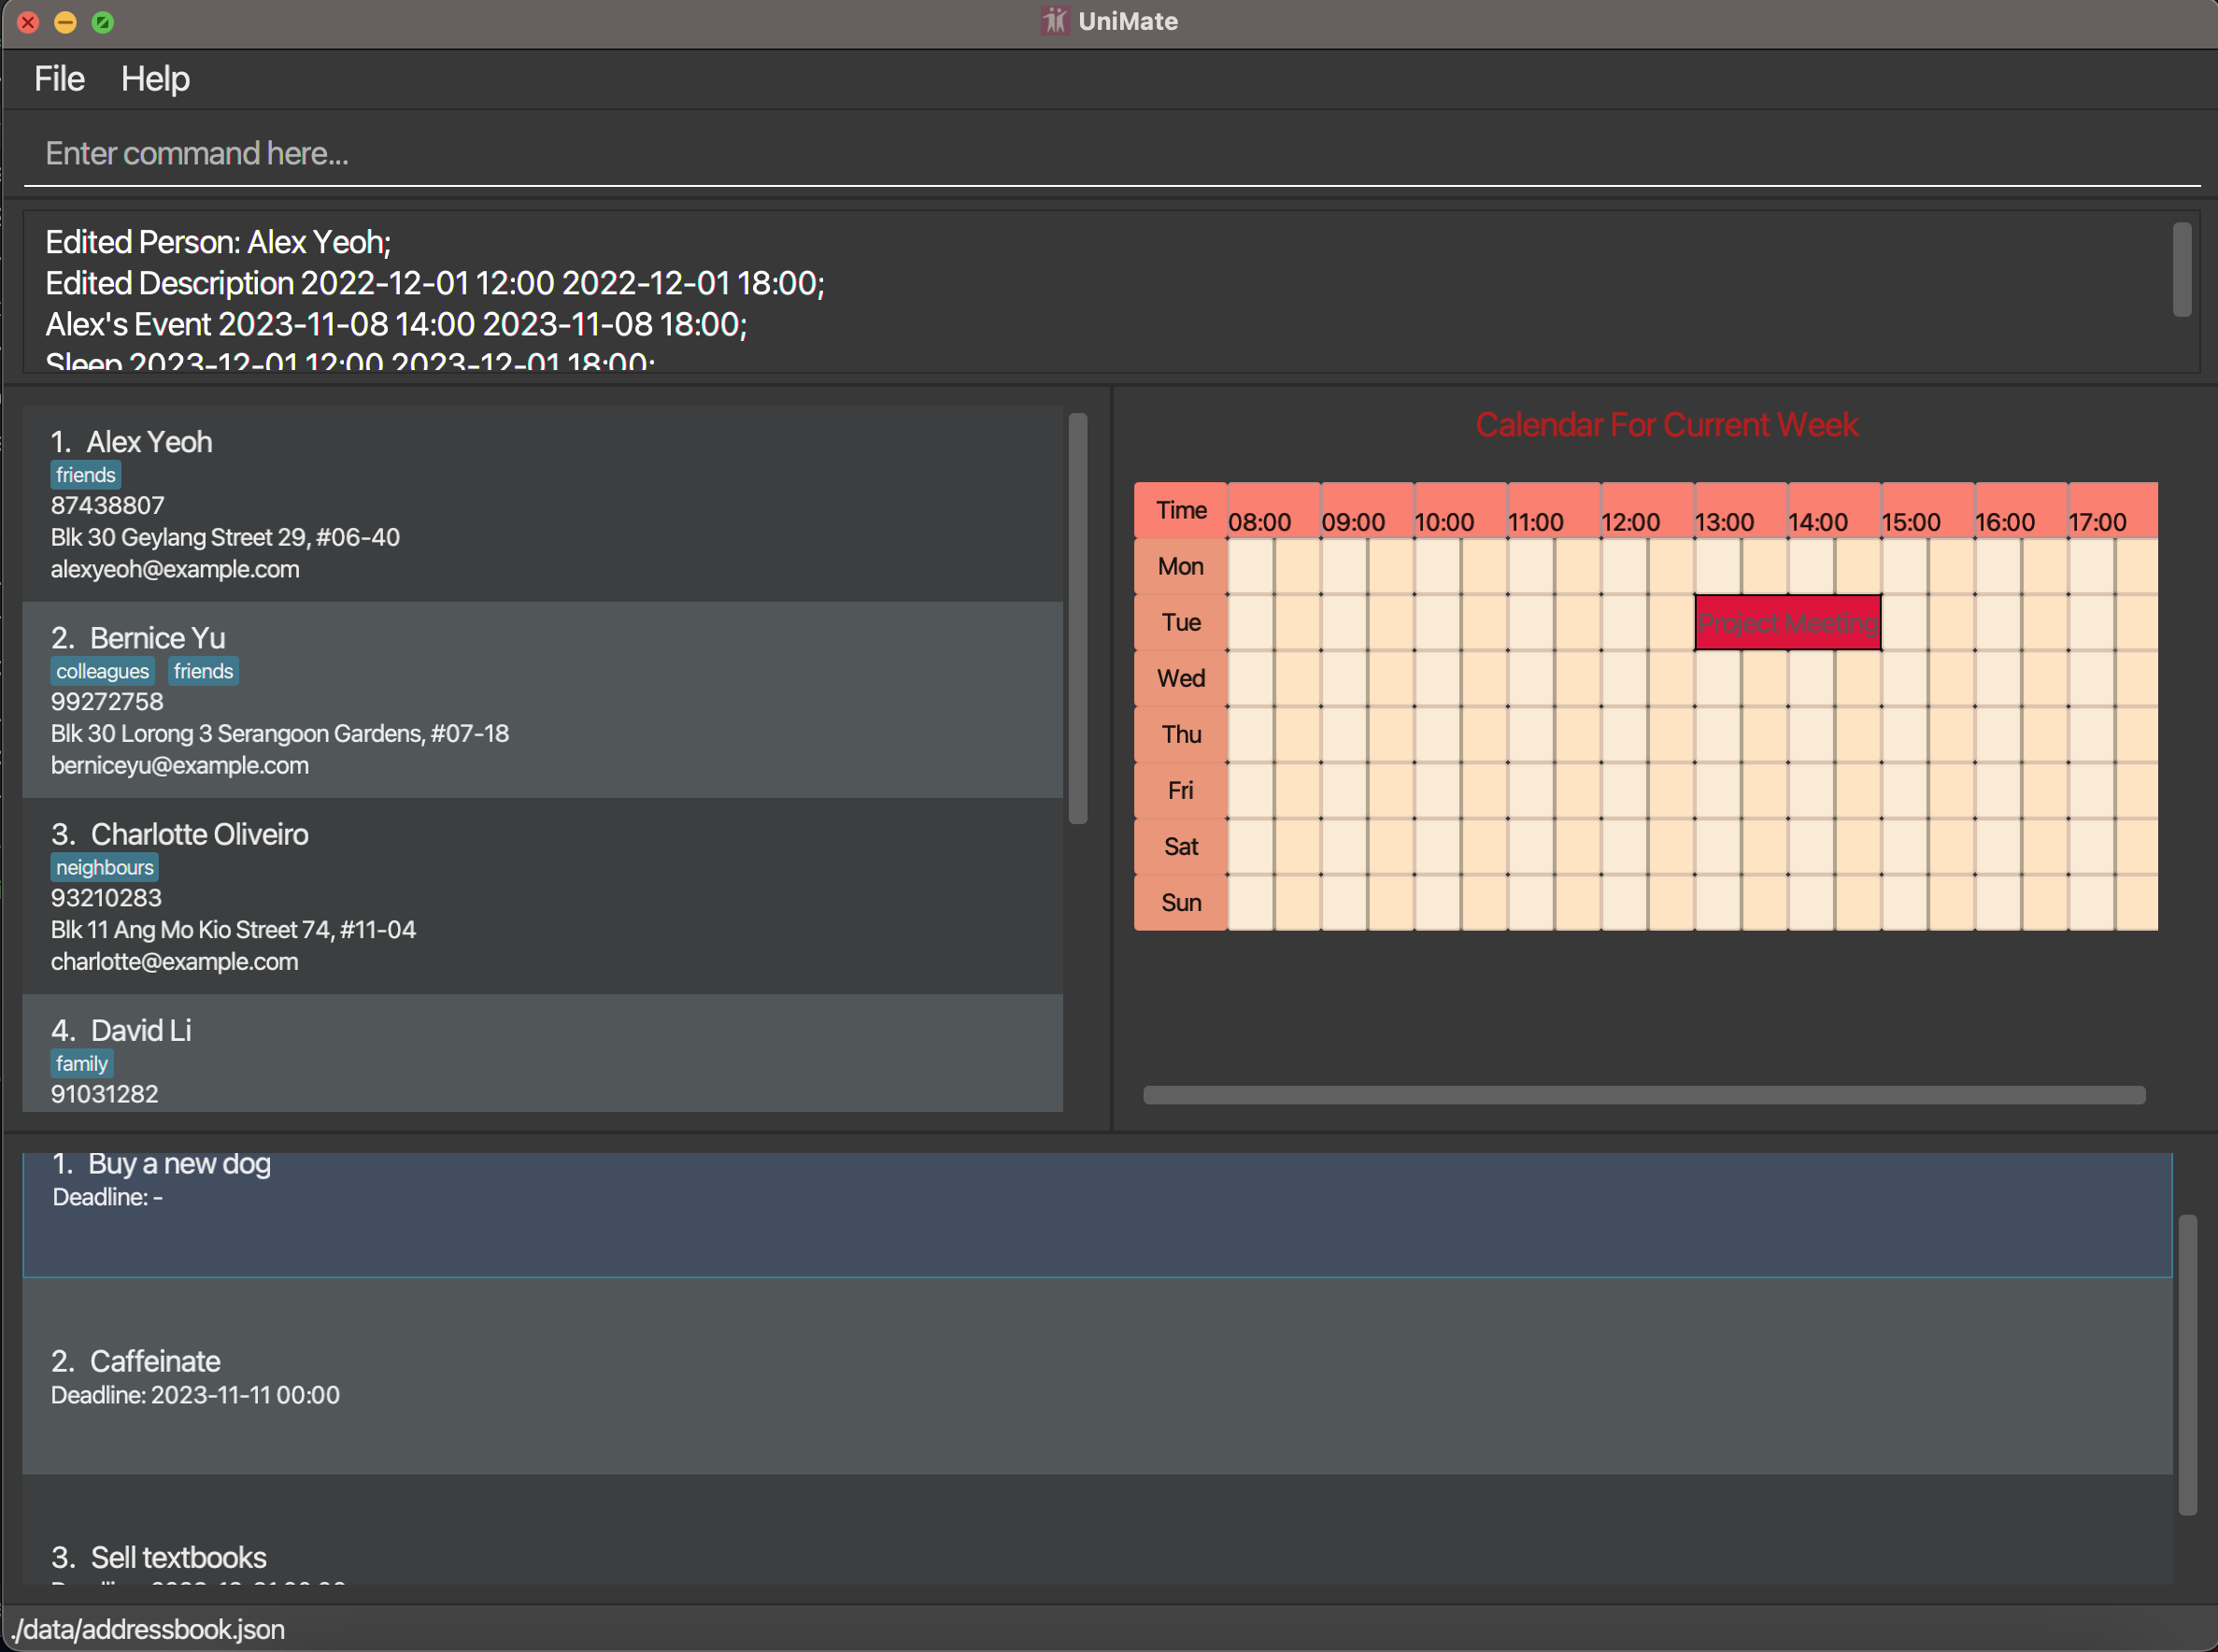 UniMate
File Help
Enter command here...
Edited Person: Alex Yeoh;
Edited Description 2022-12-01 12:00 2022-12-01 18:00;
Alex's Event 2023-11-08 14:00 2023-11-08 18:00;
Sleep 2023-12-01 12:00 2023-12-01 18:00;
1. Alex Yeoh
friends
87438807
Blk 30 Geylang Street 29, #06-40
alexyeoh@example.com
2. Bernice Yu
colleagues friends
99272758
Blk 30 Lorong 3 Serangoon Gardens, #07-18
berniceyu@example.com
3. Charlotte Oliveiro
neighbours
93210283
Blk 11 Ang Mo Kio Street 74, #11-04
charlotte@example.com
4. David Li
family
91031282
Calendar For Current Week
Time 08:00 09:00 10:00 11:00 12:00 13:00 14:00 15:00 16:00 17:00
Mon
Tue Project Meeting
Wed
Thu
Fri
Sat
Sun
1. Buy a new dog
Deadline: -
2. Caffeinate
Deadline: 2023-11-11 00:00
3. Sell textbooks
./data/addressbook.json